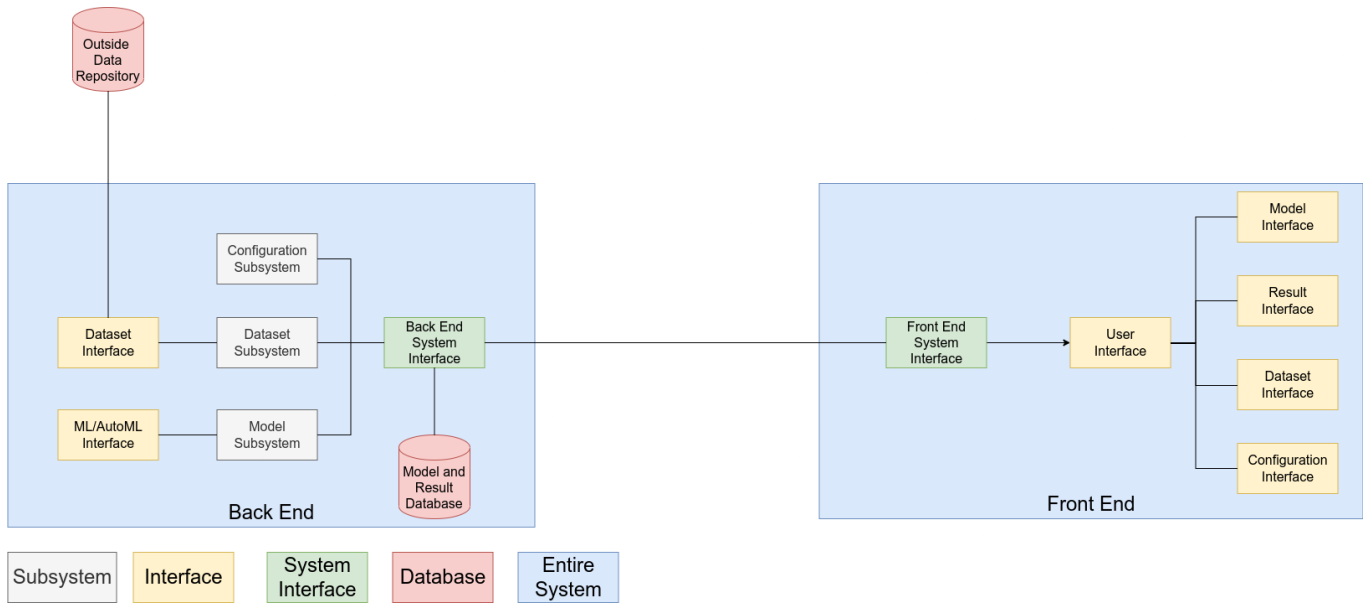 Outside
Data
Repository
Configuration
Subsystem
Dataset
Interface
Dataset
Subsystem
Back End
System
Interface
ML/AutoML
Interface
Model
Subsystem
Model and
Result
Database
Back End
Front End
System
Interface
User
Interface
Model
Interface
Result
Interface
Dataset
Interface
Configuration
Interface
Front End
Subsystem
Interface
System
Interface
Database
Entire
System